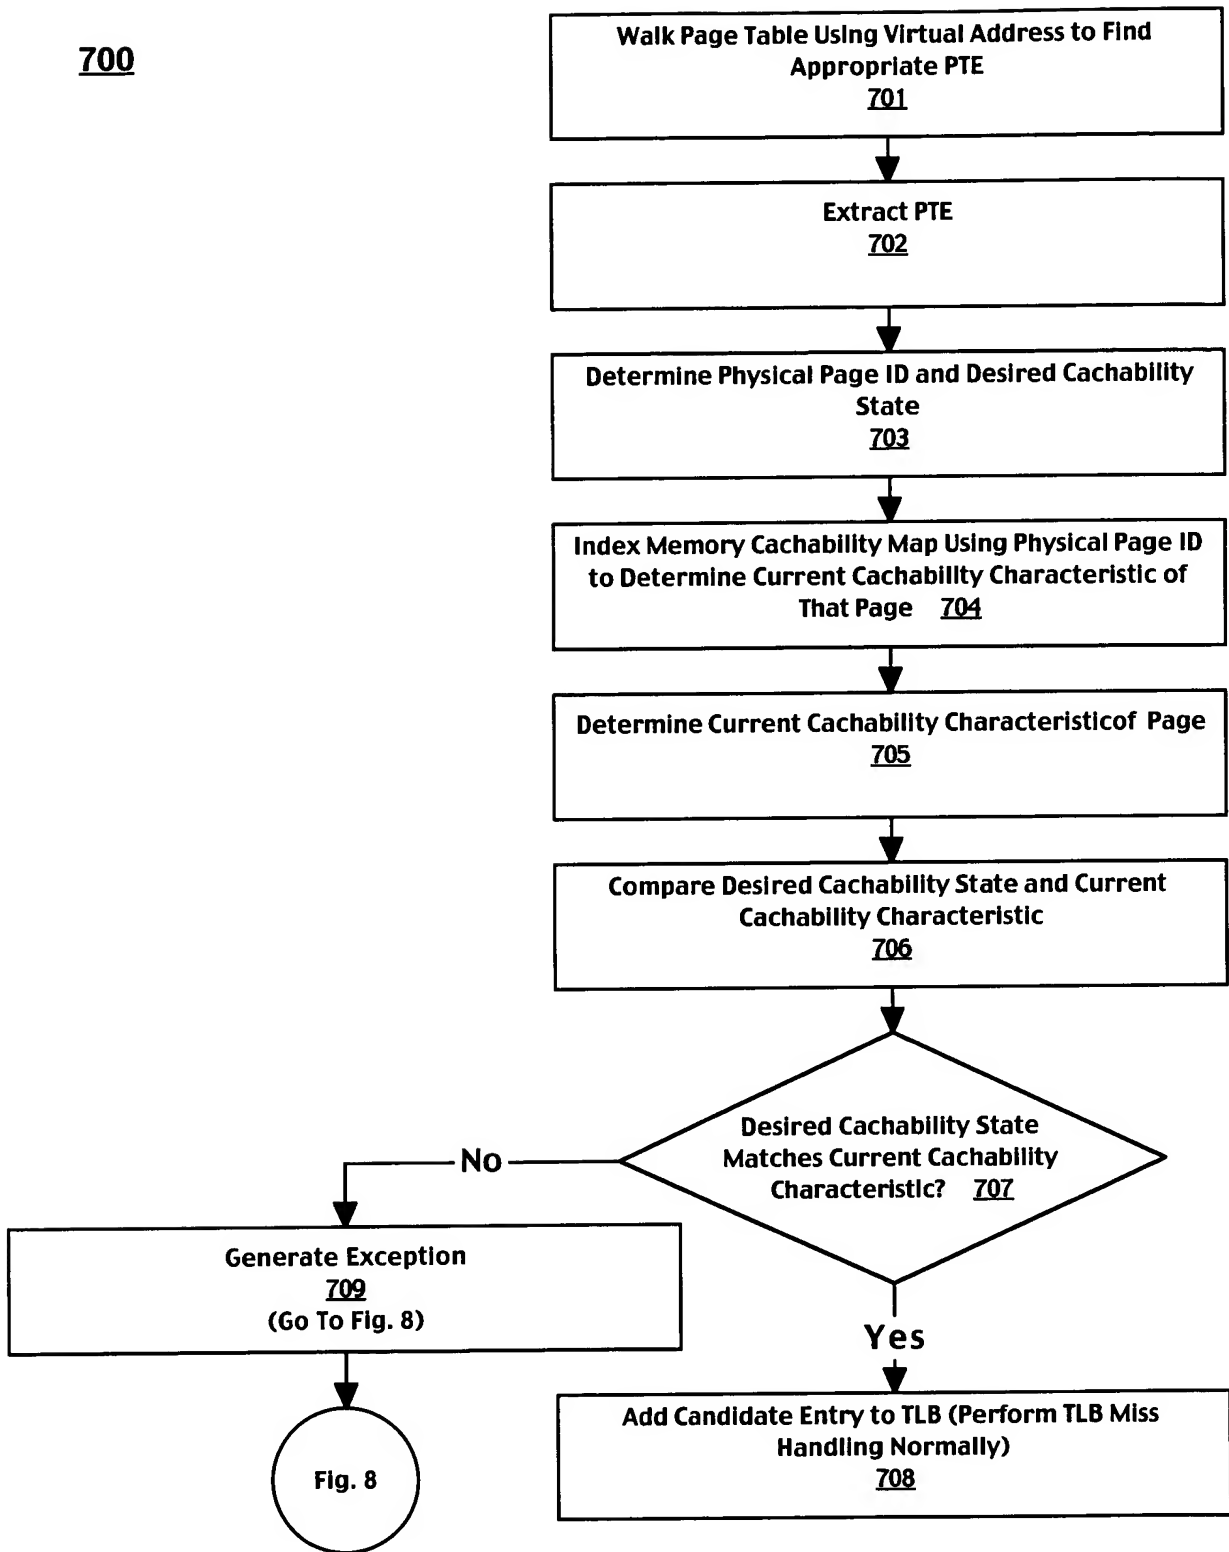 700
Walk Page Table Using Virtual Address to Find
Appropriate PTE
701
Extract PTE
702
Determine Physical Page ID and Desired Cachability
State
703
Index Memory Cachability Map Using Physical Page ID
to Determine Current Cachability Characteristic of
That Page 704
Determine Current Cachability Characteristicof Page
705
Compare Desired Cachability State and Current
Cachability Characteristic
706
Desired Cachability State
Matches Current Cachability
Characteristic? 707
No
Generate Exception
709
(Go To Fig. 8)
Yes
Add Candidate Entry to TLB (Perform TLB Miss
Handling Normally)
708
Fig. 8